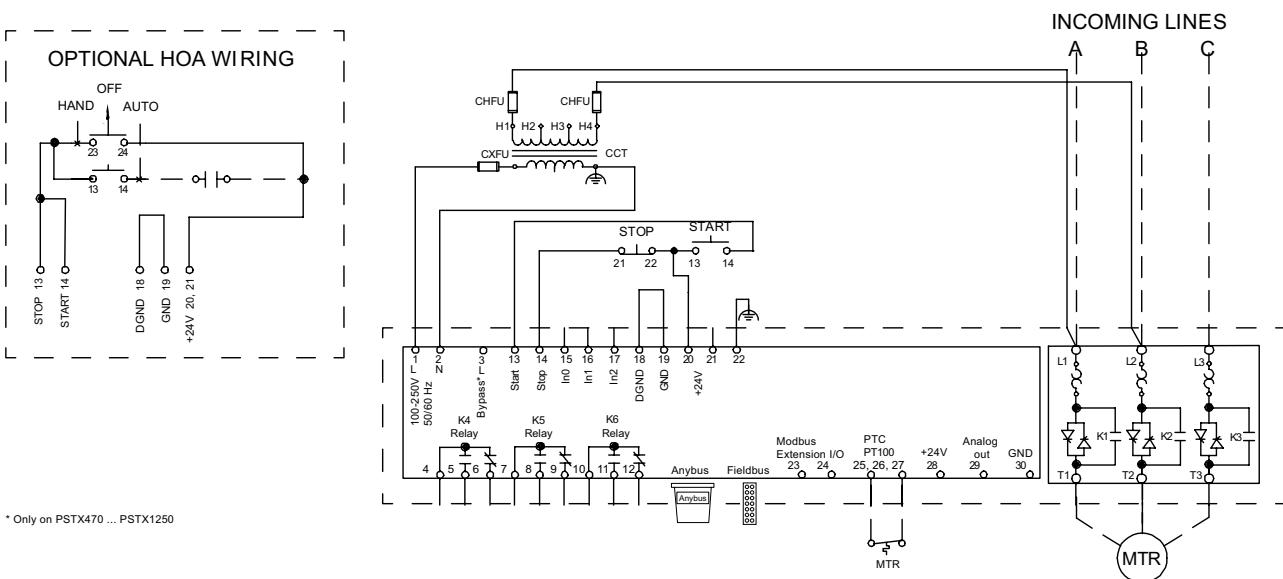 OPTIONAL HOA WIRING
OFF
HAND
AUTO
23 24
13 14
STOP 13
START 14
DGND 18
GND 19
+24V 20, 21
INCOMING LINES
A B C
CHFU CHFU
H1 H2 H3 H4
CXFU CCT
STOP START
21 22 13 14
1 2 3 13 14 15 16 17 18 19 20 21 22
L
N
100-250V
50/60 Hz
Bypass* L
Start
Stop
In0
In1
In2
DGND
GND
+24V
K4
Relay
K5
Relay
K6
Relay
4 5 6 7 8 9 10 11 12
Anybus
Anybus
Fieldbus
Modbus
Extension I/O
23 24
PTC
PT100
25, 26, 27
+24V
28
Analog
out
29
GND
30
L1 L2 L3
K1 K2 K3
T1 T2 T3
MTR
MTR
* Only on PSTX470 ... PSTX1250